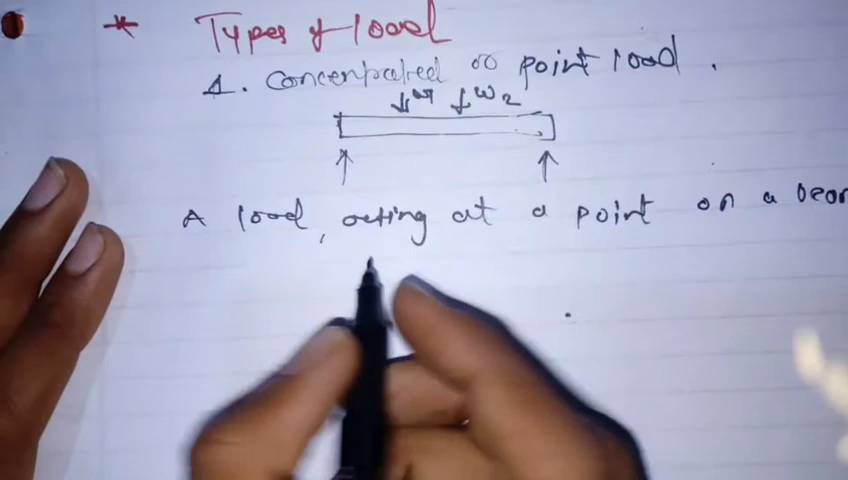 * Types of load
1. Concentrated or point load.
W1 W2
A load, acting at a point on a beam